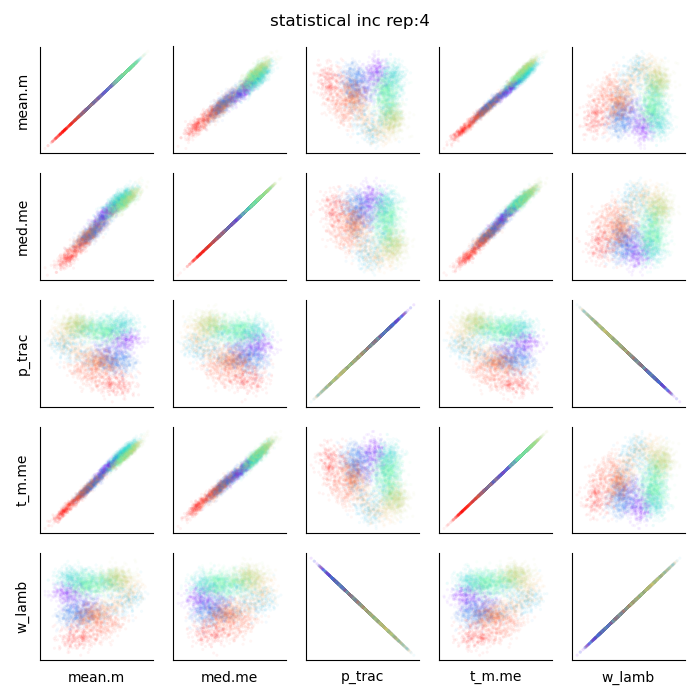 statistical inc rep:4
mean.m
med.me
p_trac
t_m.me
w_lamb
mean.m
med.me
p_trac
t_m.me
w_lamb